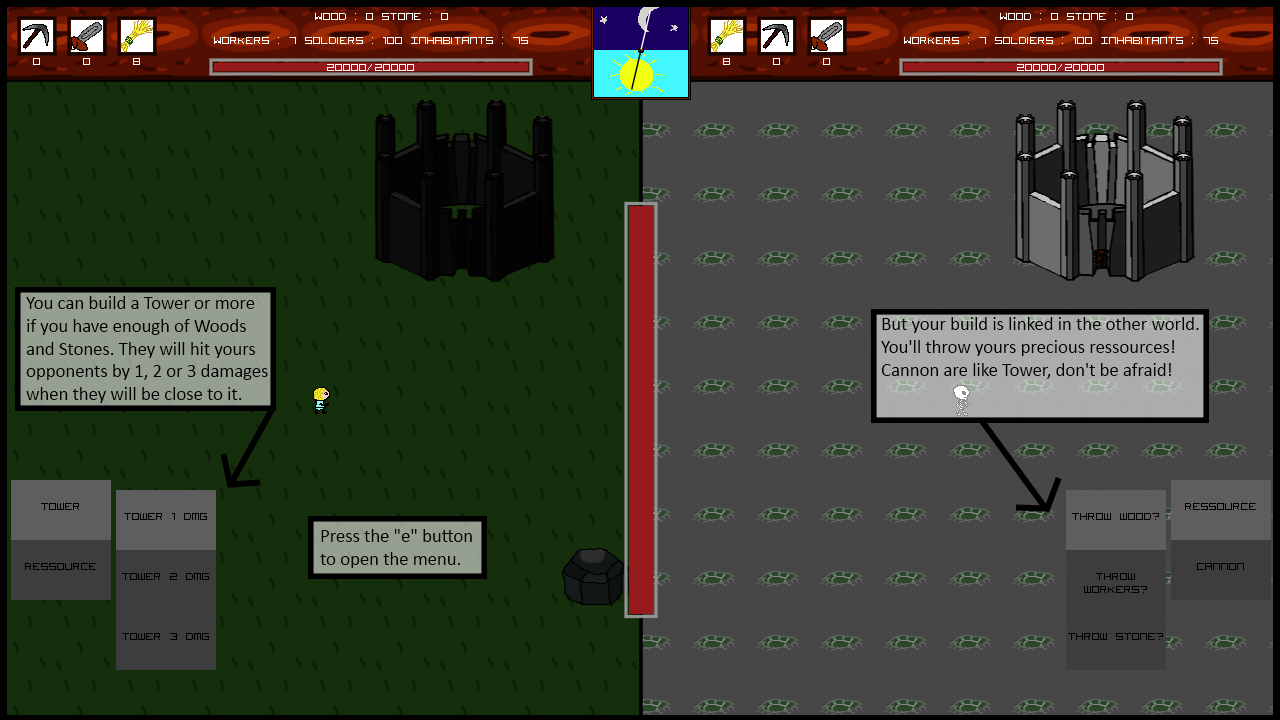 WOOD : 0 STONE : 0
WORKERS : 7 SOLDIERS : 100 INHABITANTS : 75
0 0 8
20000/20000
WOOD : 0 STONE : 0
WORKERS : 7 SOLDIERS : 100 INHABITANTS : 75
8 0 0
20000/20000
You can build a Tower or more
if you have enough of Woods
and Stones. They will hit yours
opponents by 1, 2 or 3 damages
when they will be close to it.
But your build is linked in the other world.
You'll throw yours precious ressources!
Cannon are like Tower, don't be afraid!
TOWER
RESSOURCE
TOWER 1 DMG
TOWER 2 DMG
TOWER 3 DMG
Press the "e" button
to open the menu.
THROW WOOD?
THROW
WORKERS?
THROW STONE?
RESSOURCE
CANNON